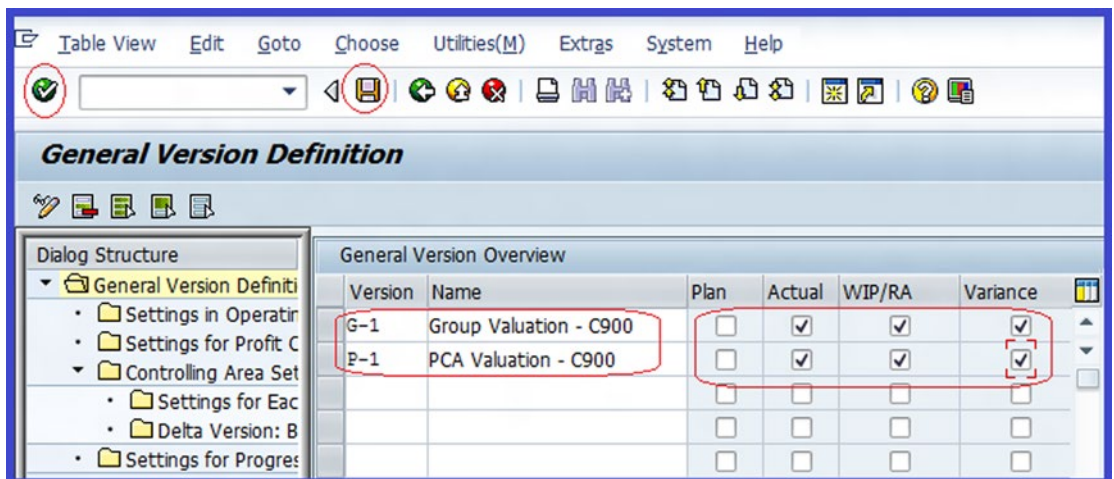 Table View Edit Goto Choose Utilities(M) Extras System Help
General Version Definition
Dialog Structure
General Version Definiti
Settings in Operatin
Settings for Profit C
Controlling Area Set
Settings for Eac
Delta Version: B
Settings for Progres
General Version Overview
Version Name Plan Actual WIP/RA Variance
G-1 Group Valuation - C900
P-1 PCA Valuation - C900